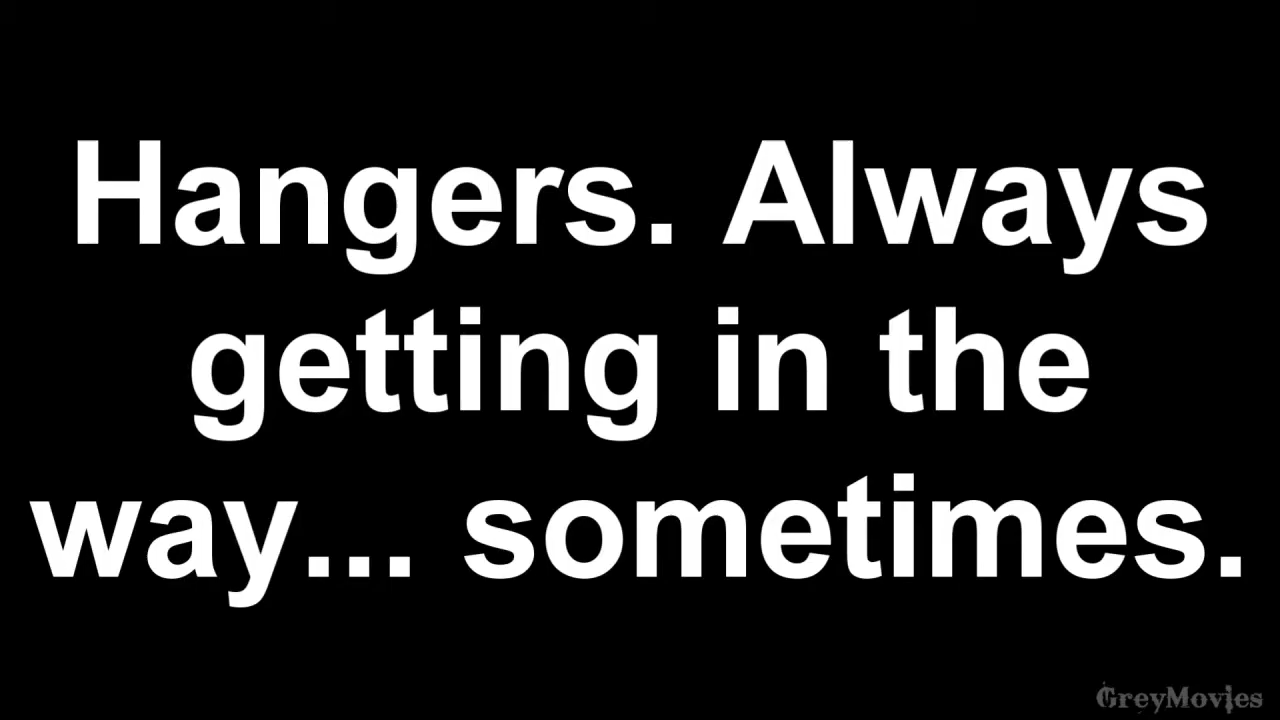 Hangers. Always
getting in the
way... sometimes.
GreyMovies